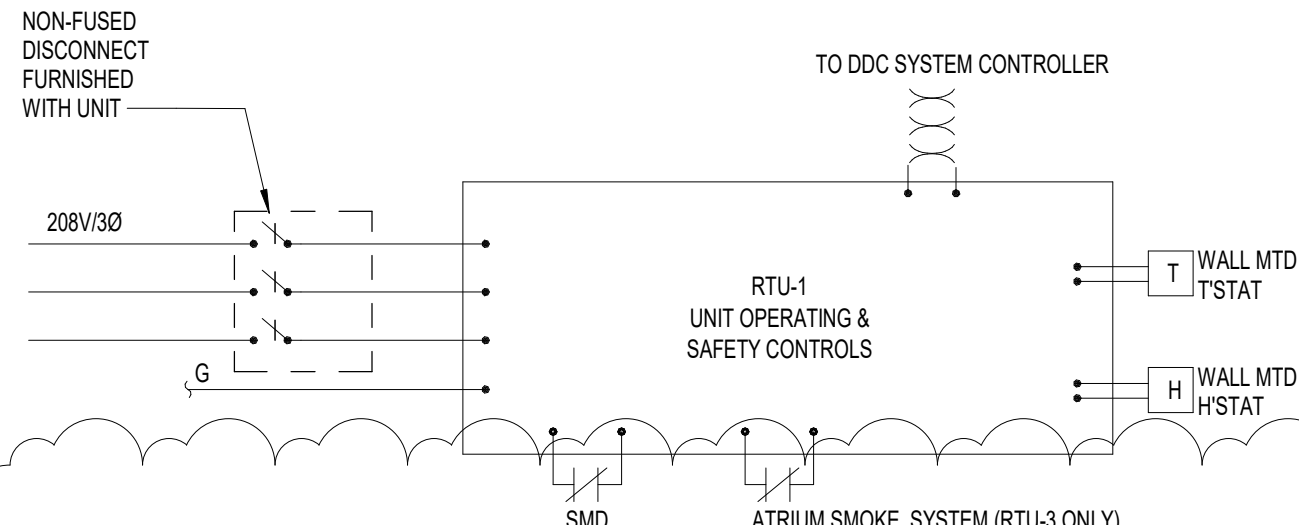 NON-FUSED
DISCONNECT
FURNISHED
WITH UNIT
TO DDC SYSTEM CONTROLLER
208V/3Ø
G
RTU-1
UNIT OPERATING &
SAFETY CONTROLS
T
WALL MTD
T'STAT
H
WALL MTD
H'STAT
SMD
ATRIUM SMOKE SYSTEM (RTU-3 ONLY)